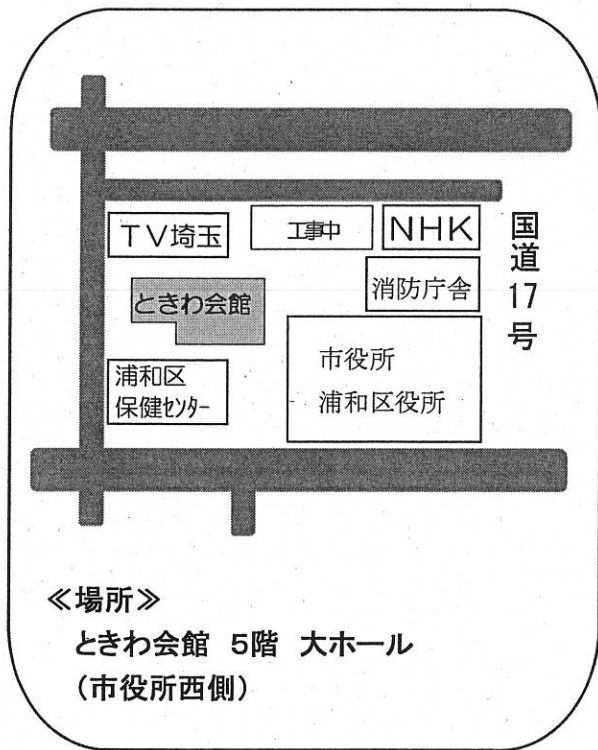 TV埼玉
工事中
NHK
国道17号
ときわ会館
消防庁舎
市役所
浦和区役所
浦和区
保健センター
≪場所≫
ときわ会館 5階 大ホール
(市役所西側)